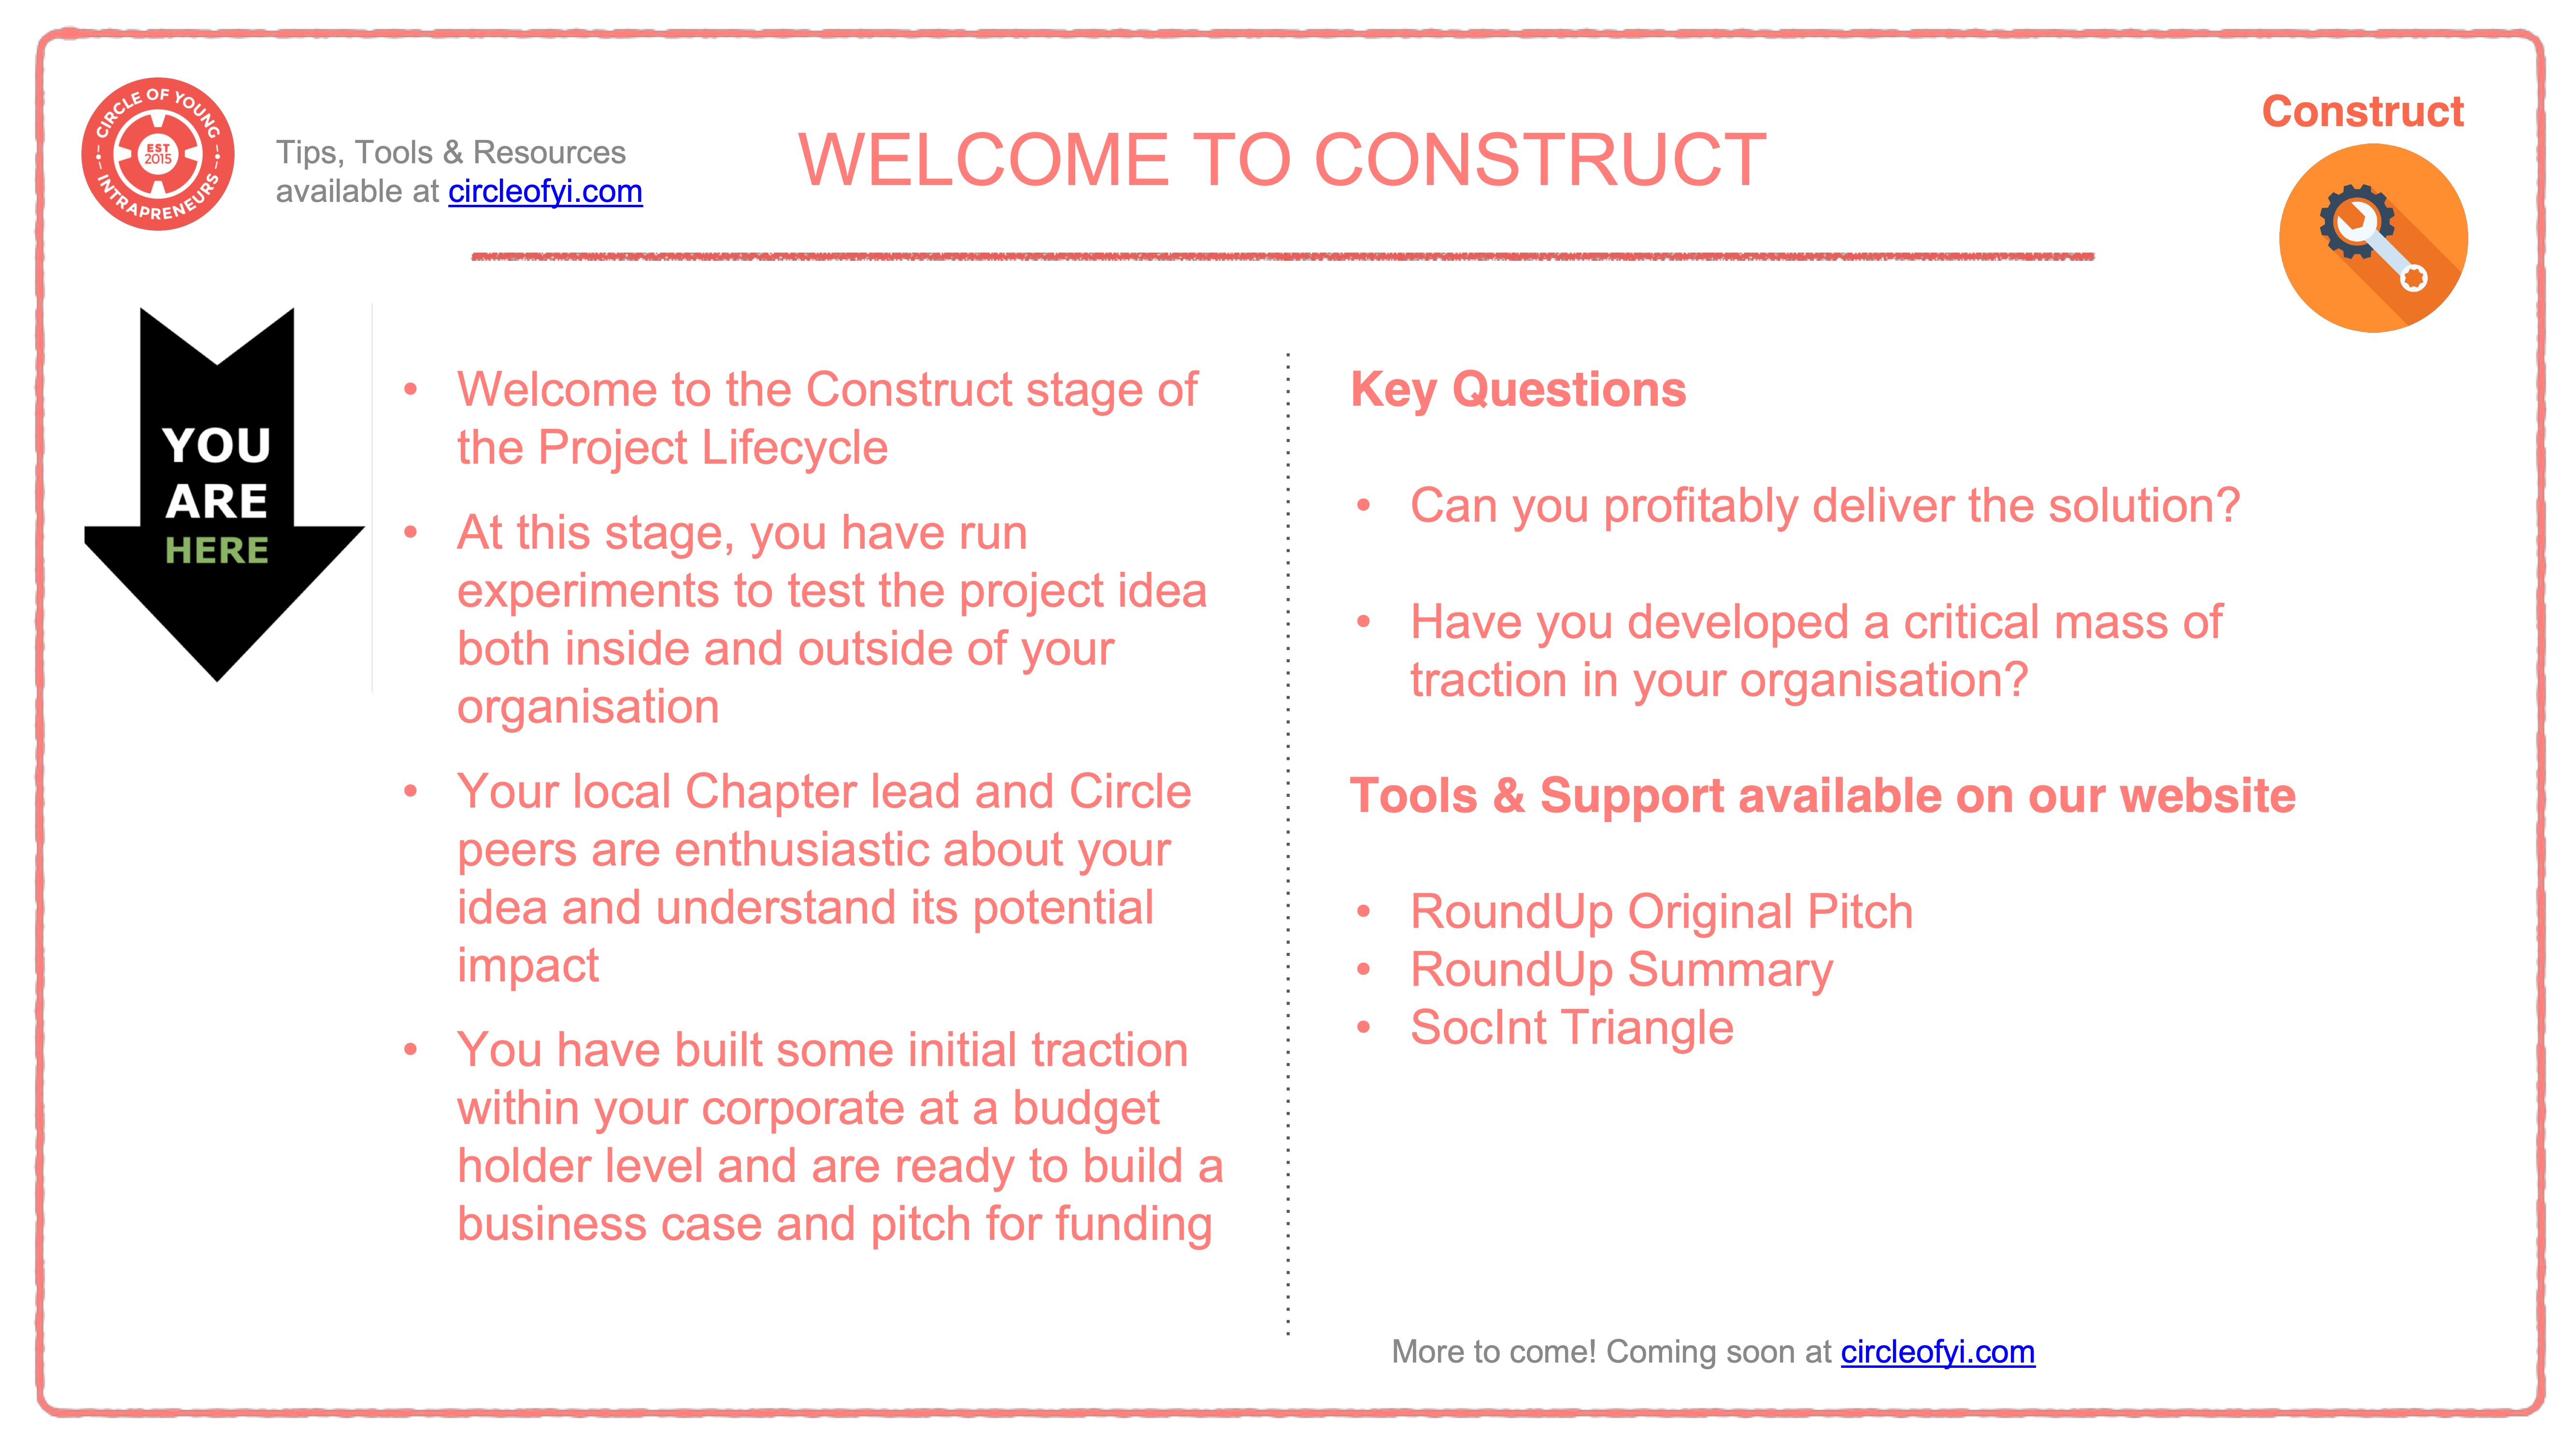 CIRCLE OF YOUNG
EST
2015
INTRAPRENEURS
Tips, Tools & Resources
available at circleofyi.com
WELCOME TO CONSTRUCT
Construct
YOU
ARE
HERE
• Welcome to the Construct stage of
the Project Lifecycle
• At this stage, you have run
experiments to test the project idea
both inside and outside of your
organisation
• Your local Chapter lead and Circle
peers are enthusiastic about your
idea and understand its potential
impact
• You have built some initial traction
within your corporate at a budget
holder level and are ready to build a
business case and pitch for funding
Key Questions
• Can you profitably deliver the solution?
• Have you developed a critical mass of
traction in your organisation?
Tools & Support available on our website
• RoundUp Original Pitch
• RoundUp Summary
• SocInt Triangle
More to come! Coming soon at circleofyi.com